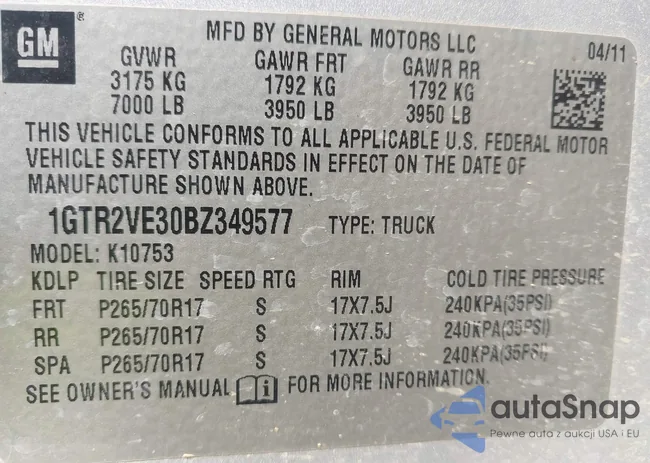 GM ®
MFD BY GENERAL MOTORS LLC
04/11
GVWR GAWR FRT GAWR RR
3175 KG 1792 KG 1792 KG
7000 LB 3950 LB 3950 LB
THIS VEHICLE CONFORMS TO ALL APPLICABLE U.S. FEDERAL MOTOR
VEHICLE SAFETY STANDARDS IN EFFECT ON THE DATE OF
MANUFACTURE SHOWN ABOVE.
1GTR2VE30BZ349577 TYPE: TRUCK
MODEL: K10753
KDLP TIRE SIZE SPEED RTG RIM COLD TIRE PRESSURE
FRT P265/70R17 S 17X7.5J 240KPA(35PSI)
RR P265/70R17 S 17X7.5J 240KPA(35PSI)
SPA P265/70R17 S 17X7.5J 240KPA(35PSI)
SEE OWNER'S MANUAL i FOR MORE INFORMATION.
autaSnap
Pewne auta z aukcji USA i EU